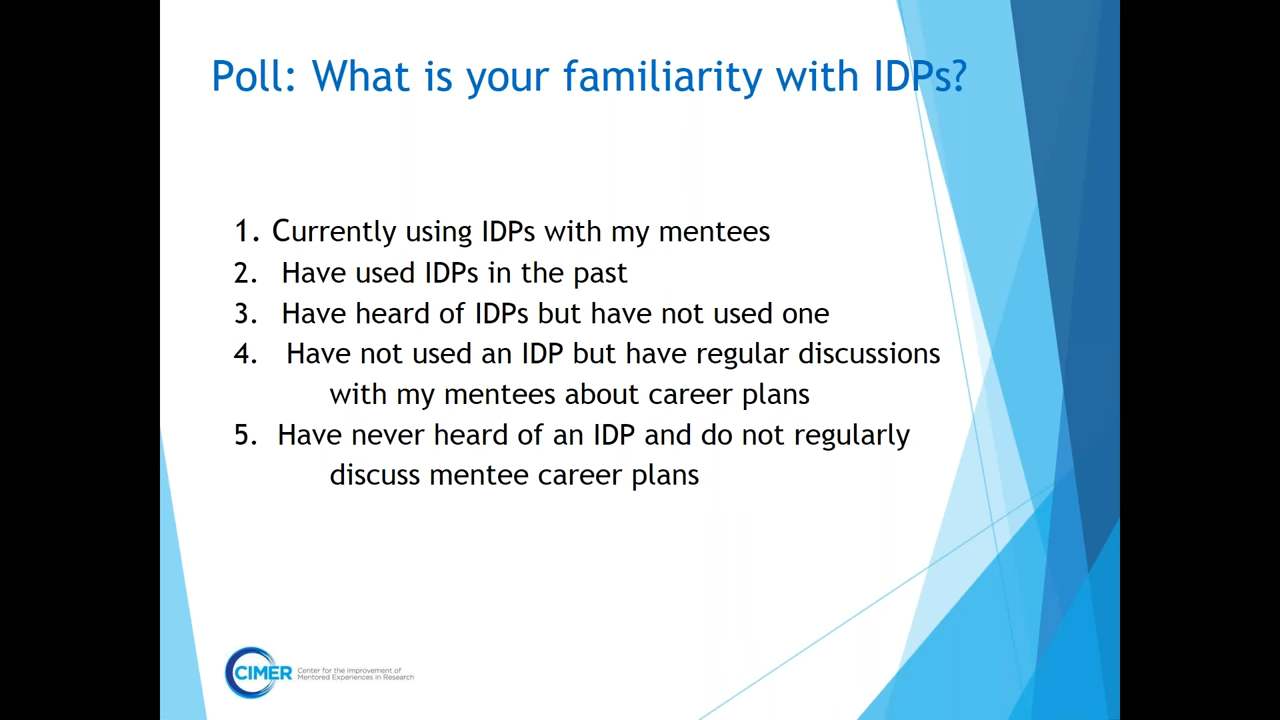 Poll: What is your familiarity with IDPs?
1. Currently using IDPs with my mentees
2. Have used IDPs in the past
3. Have heard of IDPs but have not used one
4. Have not used an IDP but have regular discussions
with my mentees about career plans
5. Have never heard of an IDP and do not regularly
discuss mentee career plans
CIMER
Center for the Improvement of
Mentored Experiences in Research